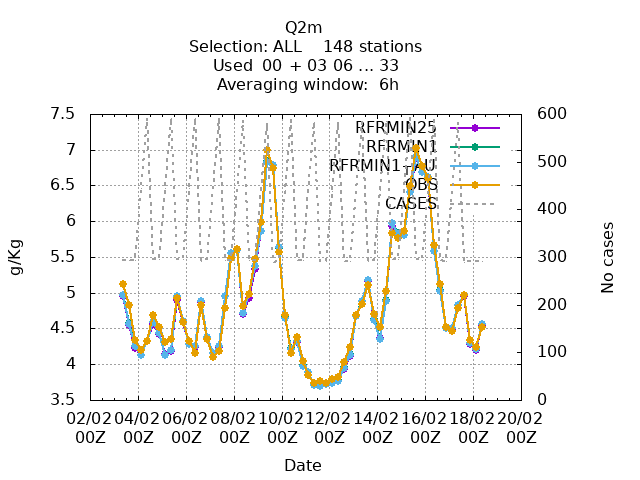 Q2m
Selection: ALL 148 stations
Used 00 + 03 06 ... 33
Averaging window: 6h
g/Kg
7.5
7
6.5
6
5.5
5
4.5
4
3.5
600
500
400
300
200
100
0
No cases
RFRMIN25
RFRMIN1
RFRMIN1-AU
OBS
CASES
02/02 04/02 06/02 08/02 10/02 12/02 14/02 16/02 18/02 20/02
00Z 00Z 00Z 00Z 00Z 00Z 00Z 00Z 00Z 00Z
Date